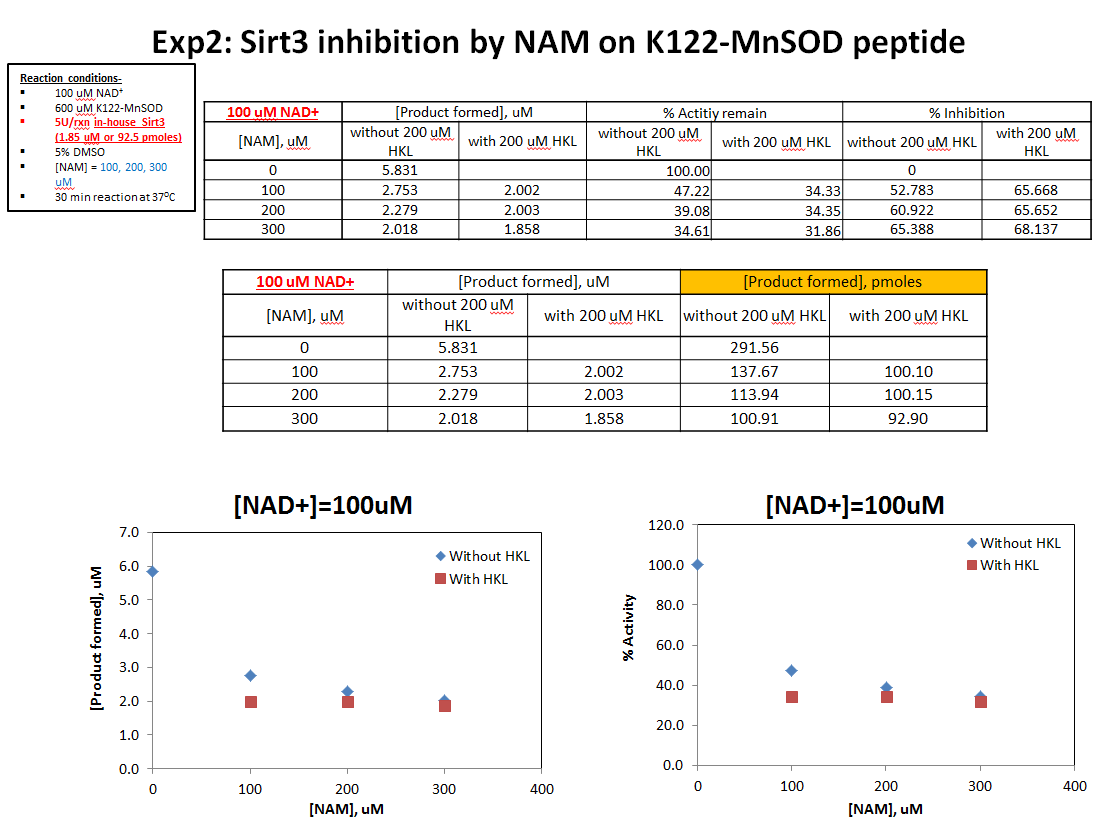 Exp2: Sirt3 inhibition by NAM on K122-MnSOD peptide
Reaction conditions-
▪ 100 uM NAD⁺
▪ 600 uM K122-MnSOD
▪ 5U/rxn in-house Sirt3
(1.85 uM or 92.5 pmoles)
▪ 5% DMSO
▪ [NAM] = 100, 200, 300
uM
▪ 30 min reaction at 37⁰C
100 uM NAD+ [Product formed], uM % Actitiy remain % Inhibition
[NAM], uM without 200 uM HKL with 200 uM HKL without 200 uM HKL with 200 uM HKL without 200 uM HKL with 200 uM HKL
0 5.831 100.00 0
100 2.753 2.002 47.22 34.33 52.783 65.668
200 2.279 2.003 39.08 34.35 60.922 65.652
300 2.018 1.858 34.61 31.86 65.388 68.137
100 uM NAD+ [Product formed], uM [Product formed], pmoles
[NAM], uM without 200 uM HKL with 200 uM HKL without 200 uM HKL with 200 uM HKL
0 5.831 291.56
100 2.753 2.002 137.67 100.10
200 2.279 2.003 113.94 100.15
300 2.018 1.858 100.91 92.90
[NAD+]=100uM
7.0
6.0
5.0
4.0
3.0
2.0
1.0
0.0
[Product formed], uM
Without HKL
With HKL
0 100 200 300 400
[NAM], uM
[NAD+]=100uM
120.0
100.0
80.0
60.0
40.0
20.0
0.0
% Activity
Without HKL
With HKL
0 100 200 300 400
[NAM], uM